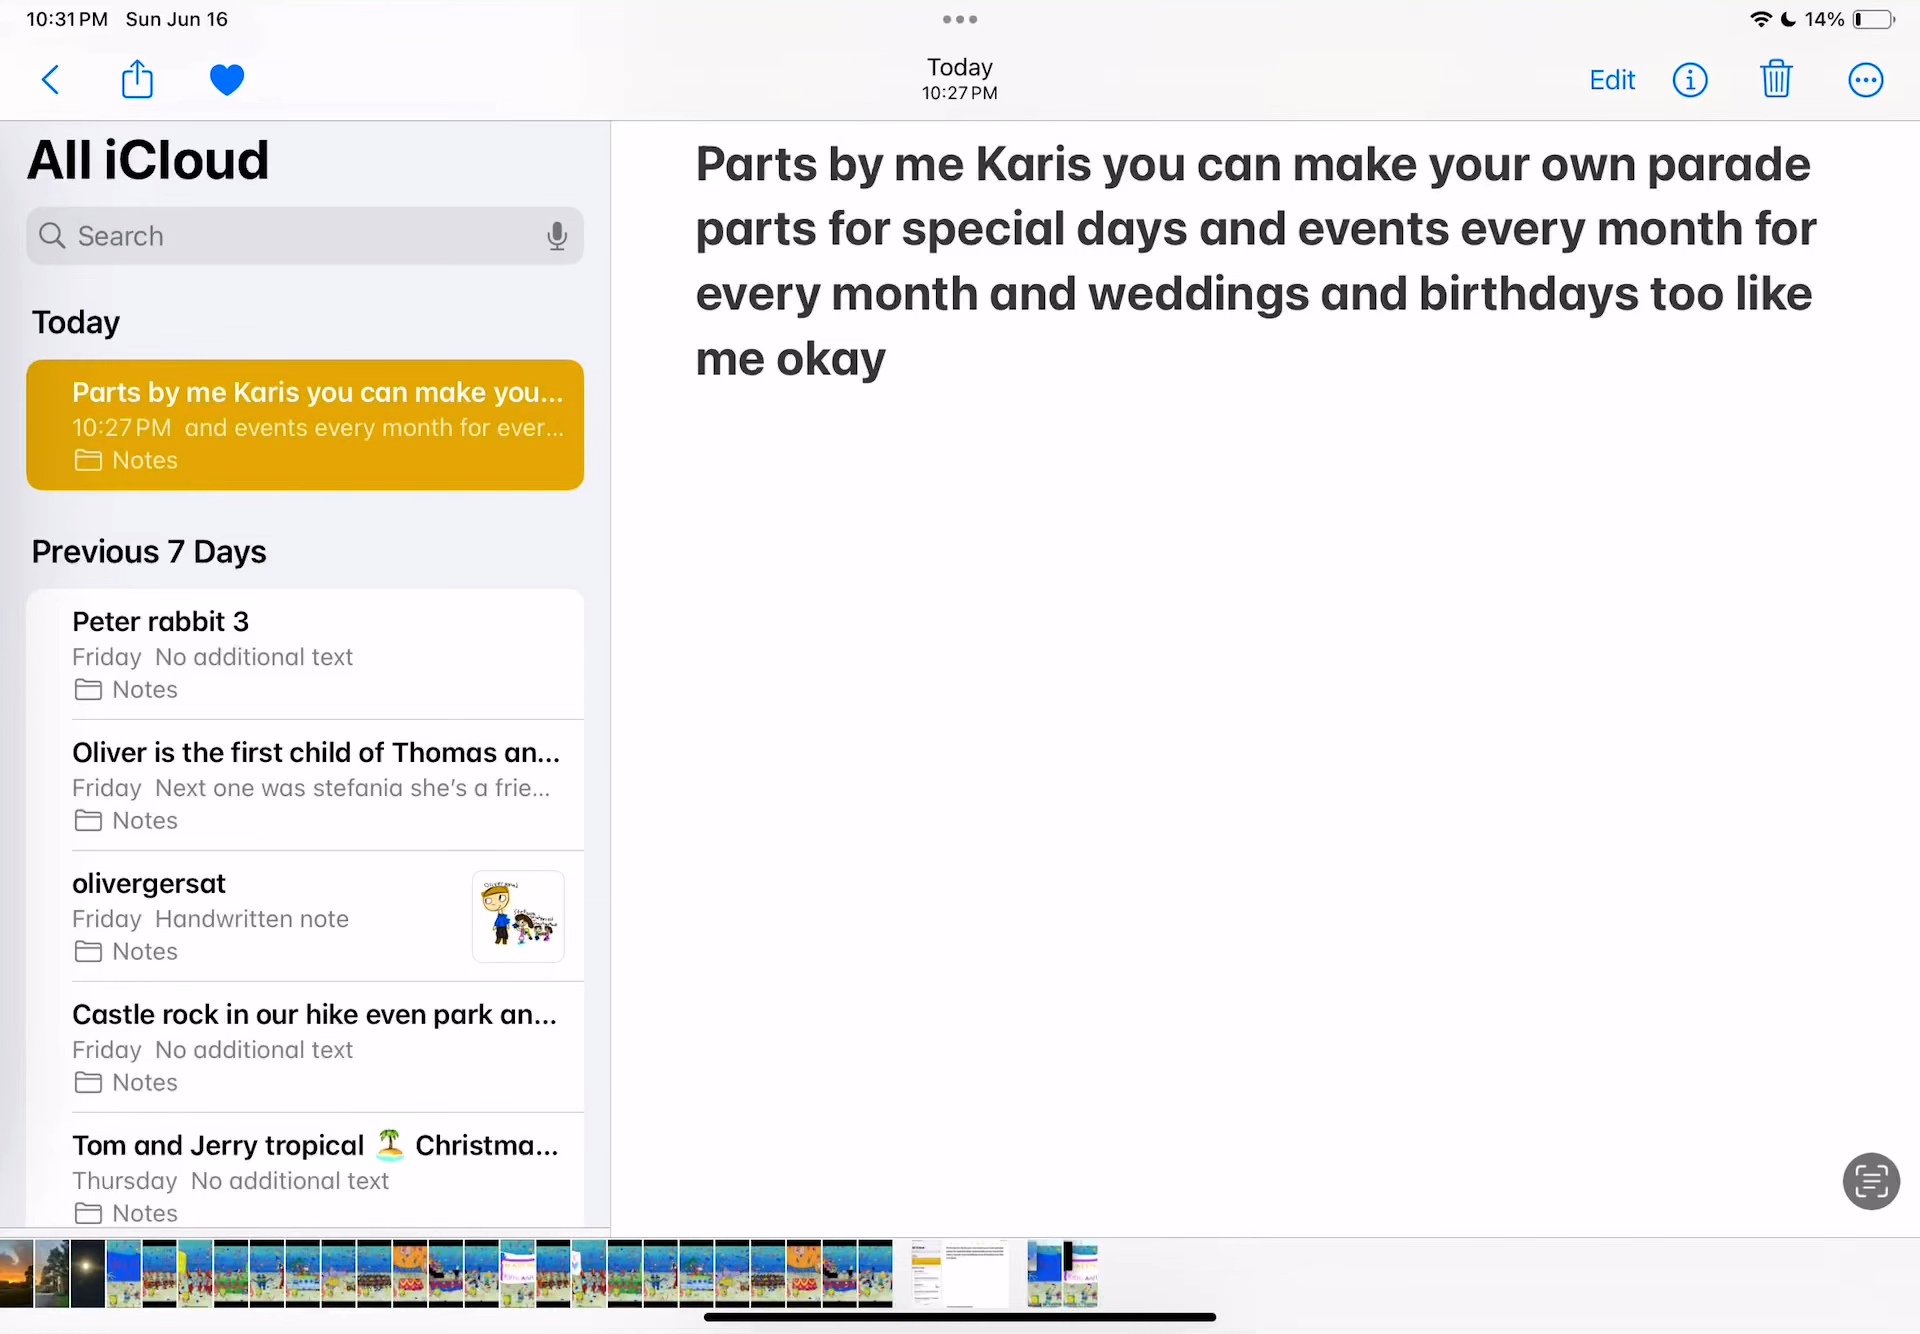 10:31 PM Sun Jun 16
14%
Today
10:27 PM
Edit
All iCloud
Search
Today
Parts by me Karis you can make you...
10:27 PM and events every month for ever...
Notes
Previous 7 Days
Peter rabbit 3
Friday No additional text
Notes
Oliver is the first child of Thomas an...
Friday Next one was stefania she's a frie...
Notes
olivergersat
Friday Handwritten note
Notes
Castle rock in our hike even park an...
Friday No additional text
Notes
Tom and Jerry tropical 🏝️ Christma...
Thursday No additional text
Notes
Parts by me Karis you can make your own parade
parts for special days and events every month for
every month and weddings and birthdays too like
me okay